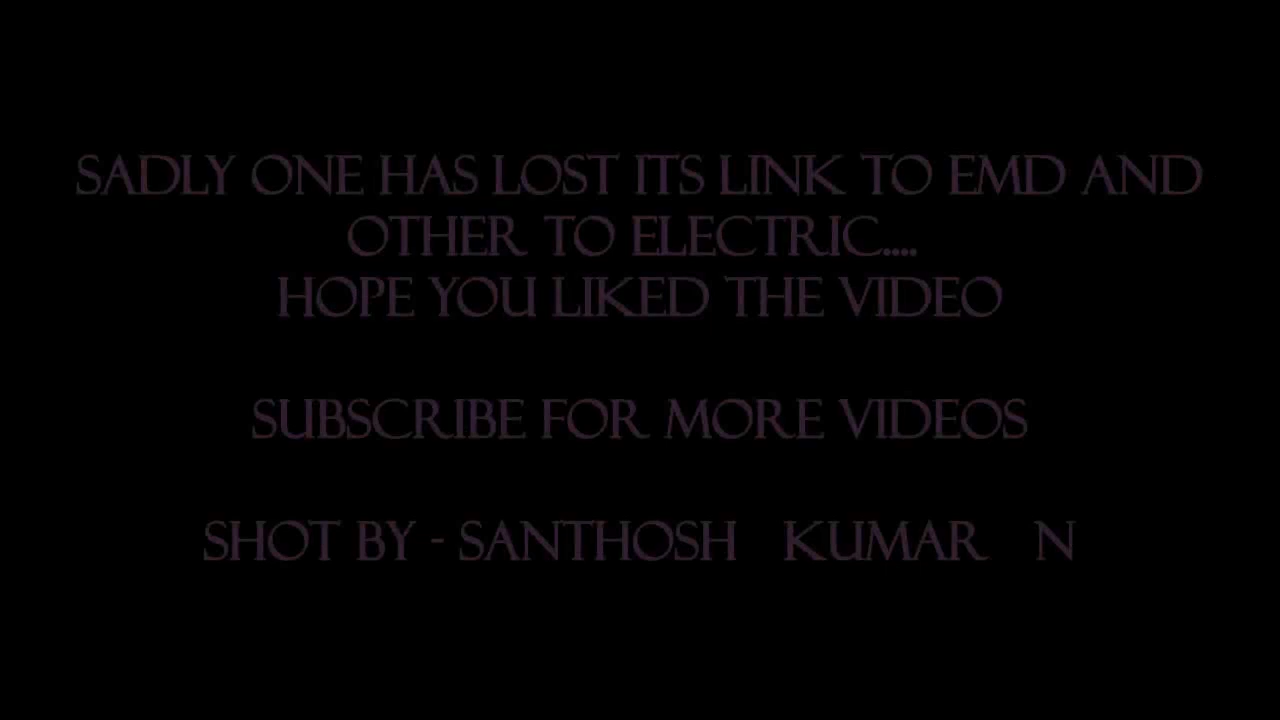 SADLY ONE HAS LOST ITS LINK TO EMD AND
OTHER TO ELECTRIC....
HOPE YOU LIKED THE VIDEO
SUBSCRIBE FOR MORE VIDEOS
SHOT BY - SANTHOSH KUMAR N